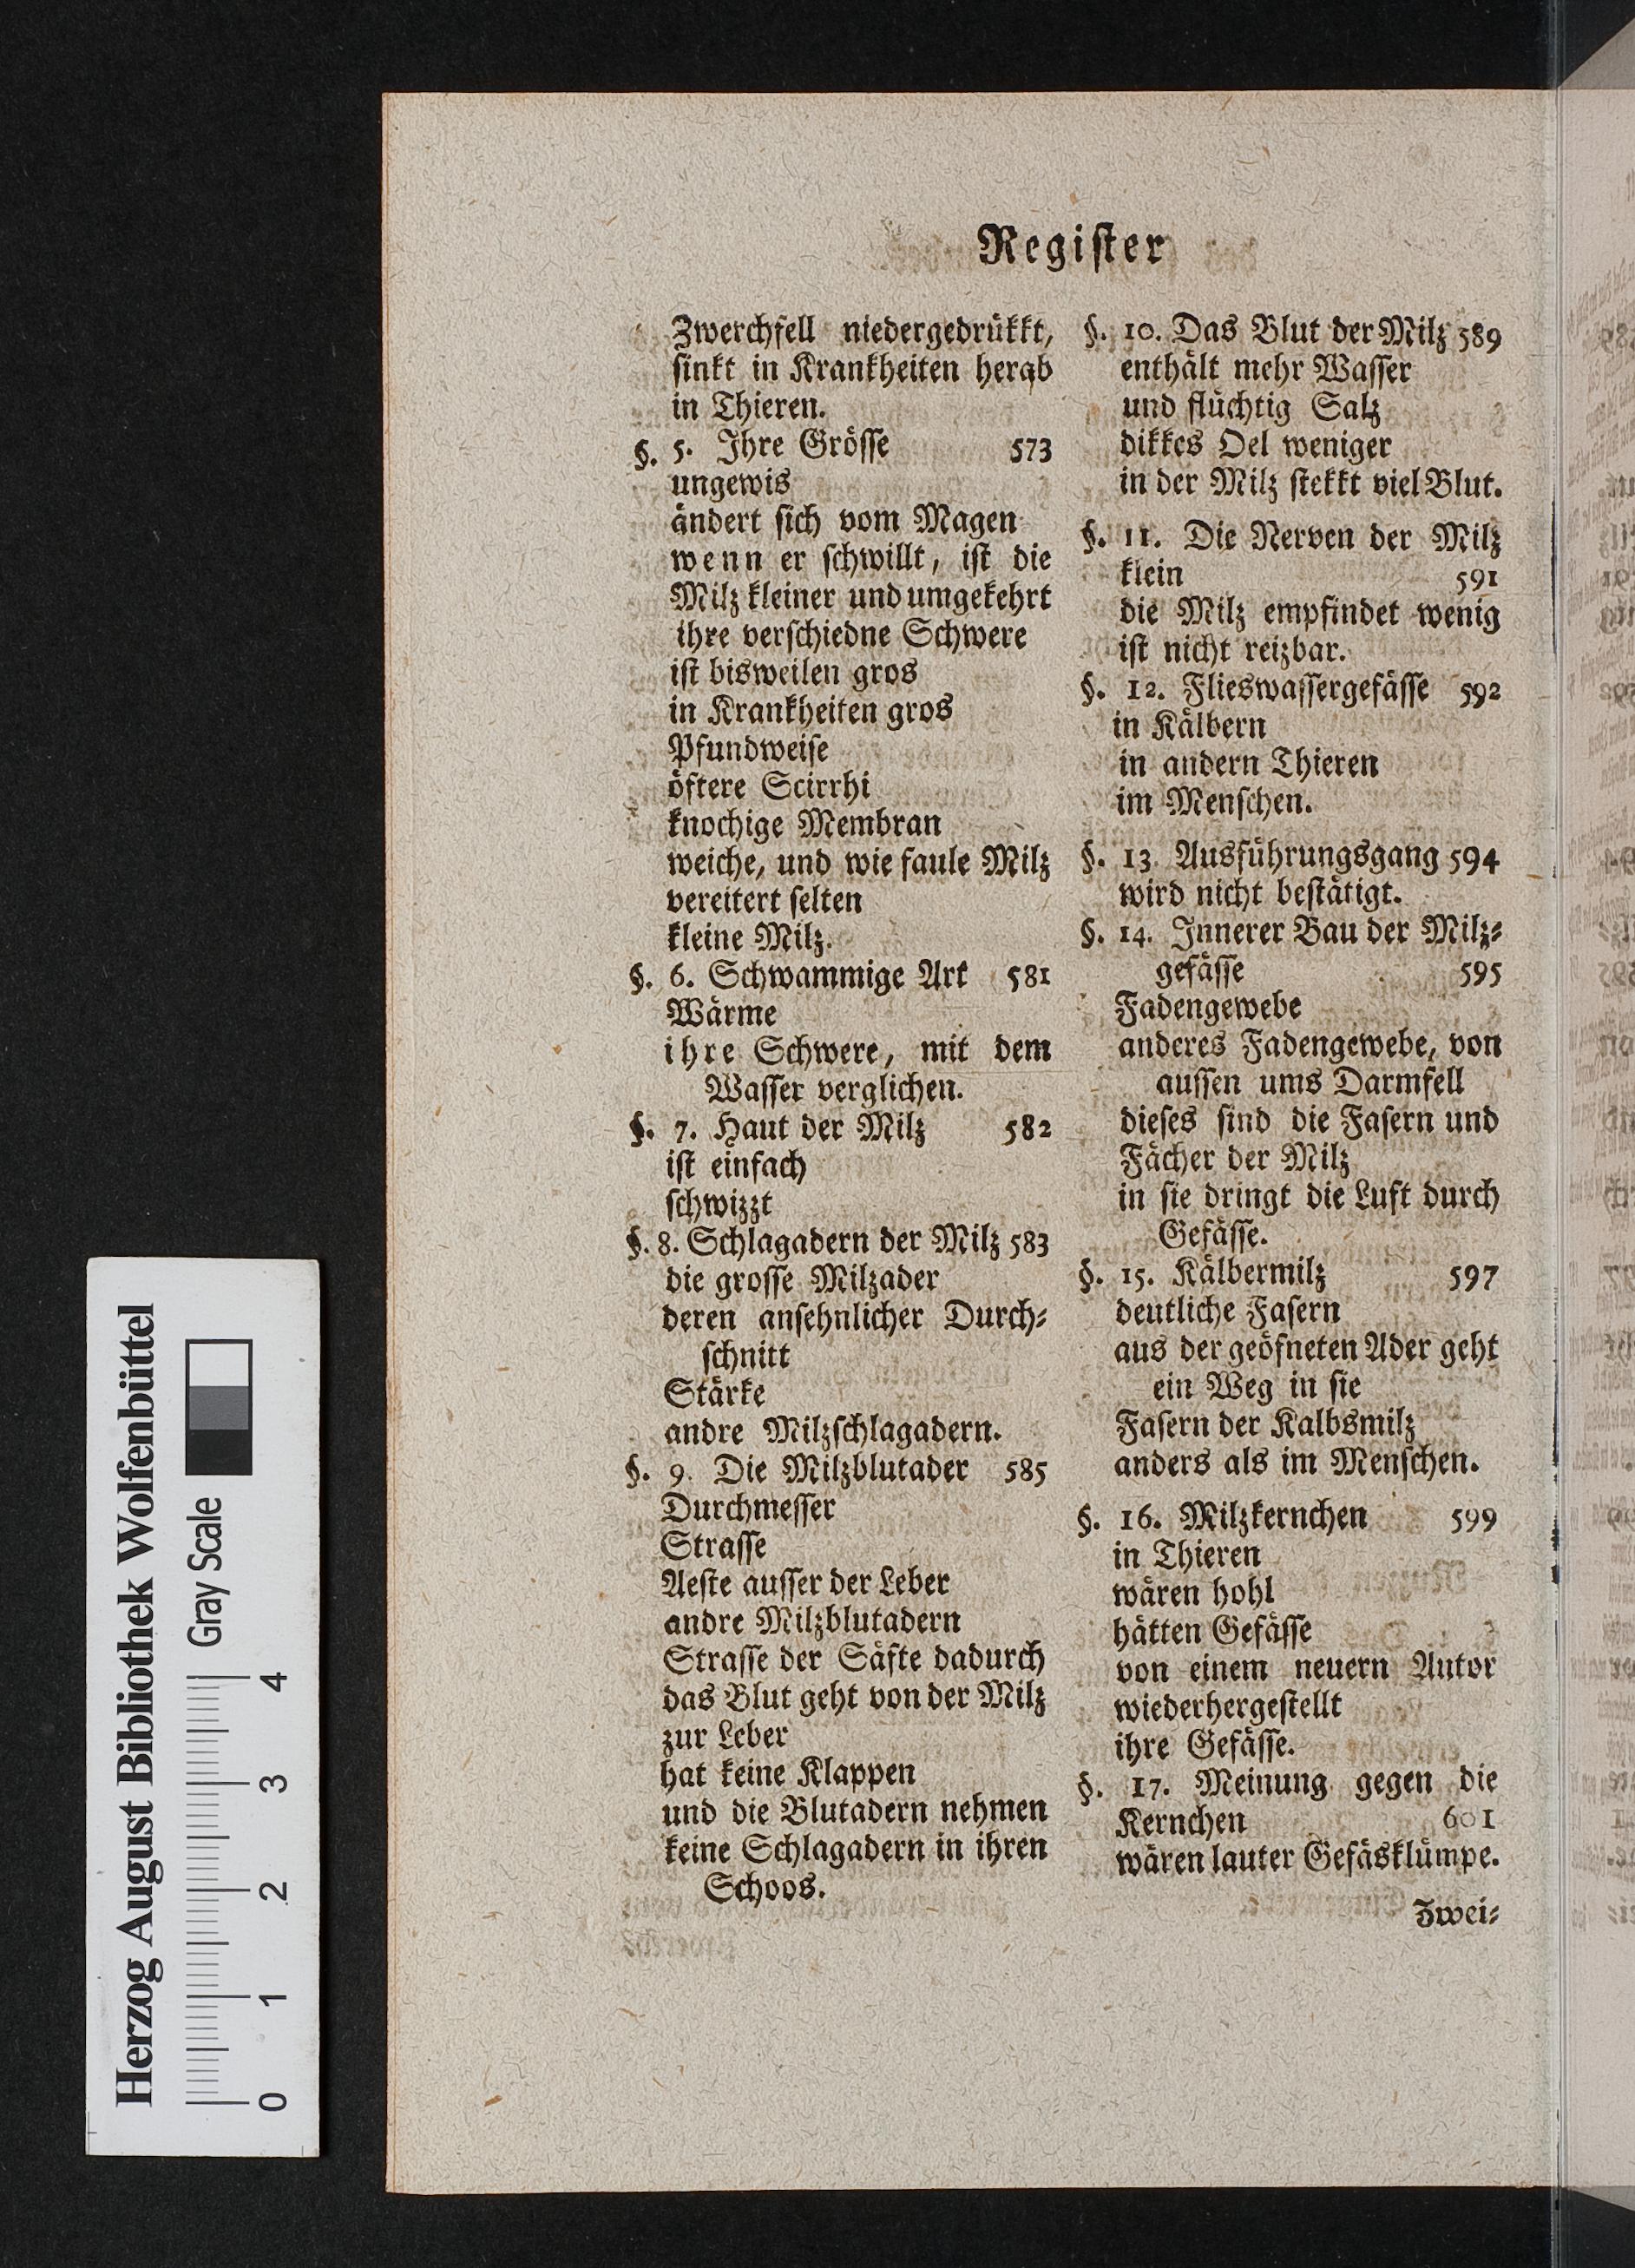 Regiſter
Zwerchfell niedergedrükkt,
ſinkt in Krankheiten herab
in Thieren.
§. 5. Ihre Gröſſe 573
ungewis
ändert ſich vom Magen
wenn er ſchwillt, iſt die
Milz kleiner und umgekehrt
ihre verſchiedne Schwere
iſt bisweilen gros
in Krankheiten gros
Pfundweiſe
öftere Scirrhi
knochige Membran
weiche, und wie faule Milz
vereitert ſelten
kleine Milz.
§. 6. Schwammige Art 581
Wärme
ihre Schwere, mit dem
Waſſer verglichen.
§. 7. Haut der Milz 582
iſt einfach
ſchwizzt
§. 8. Schlagadern der Milz 583
die groſſe Milzader
deren anſehnlicher Durch⸗
ſchnitt
Stärke
andre Milzſchlagadern.
§. 9. Die Milzblutader 585
Durchmeſſer
Straſſe
Aeſte auſſer der Leber
andre Milzblutadern
Straſſe der Säfte dadurch
das Blut geht von der Milz
zur Leber
hat keine Klappen
und die Blutadern nehmen
keine Schlagadern in ihren
Schoos.
§. 10. Das Blut der Milz 589
enthält mehr Waſſer
und flüchtig Salz
dikkes Oel weniger
in der Milz ſtekkt viel Blut.
§. 11. Die Nerven der Milz
klein 591
die Milz empfindet wenig
iſt nicht reizbar.
§. 12. Flieswaſſergefäſſe 592
in Kälbern
in andern Thieren
im Menſchen.
§. 13 Ausführungsgang 594
wird nicht beſtätigt.
§. 14. Innerer Bau der Milz⸗
gefäſſe 595
Fadengewebe
anderes Fadengewebe, von
auſſen ums Darmfell
dieſes ſind die Faſern und
Fächer der Milz
in ſie dringt die Luft durch
Gefäſſe.
§. 15. Kälbermilz 597
deutliche Faſern
aus der geöfneten Ader geht
ein Weg in ſie
Faſern der Kalbsmilz
anders als im Menſchen.
§. 16. Milzkernchen 599
in Thieren
wären hohl
hätten Gefäſſe
von einem neuern Autor
wiederhergeſtellt
ihre Gefäſſe.
§. 17. Meinung gegen die
Kernchen 601
wären lauter Gefäsklümpe.
Zwei⸗
Herzog August Bibliothek Wolfenbüttel
Gray Scale
0 1 2 3 4